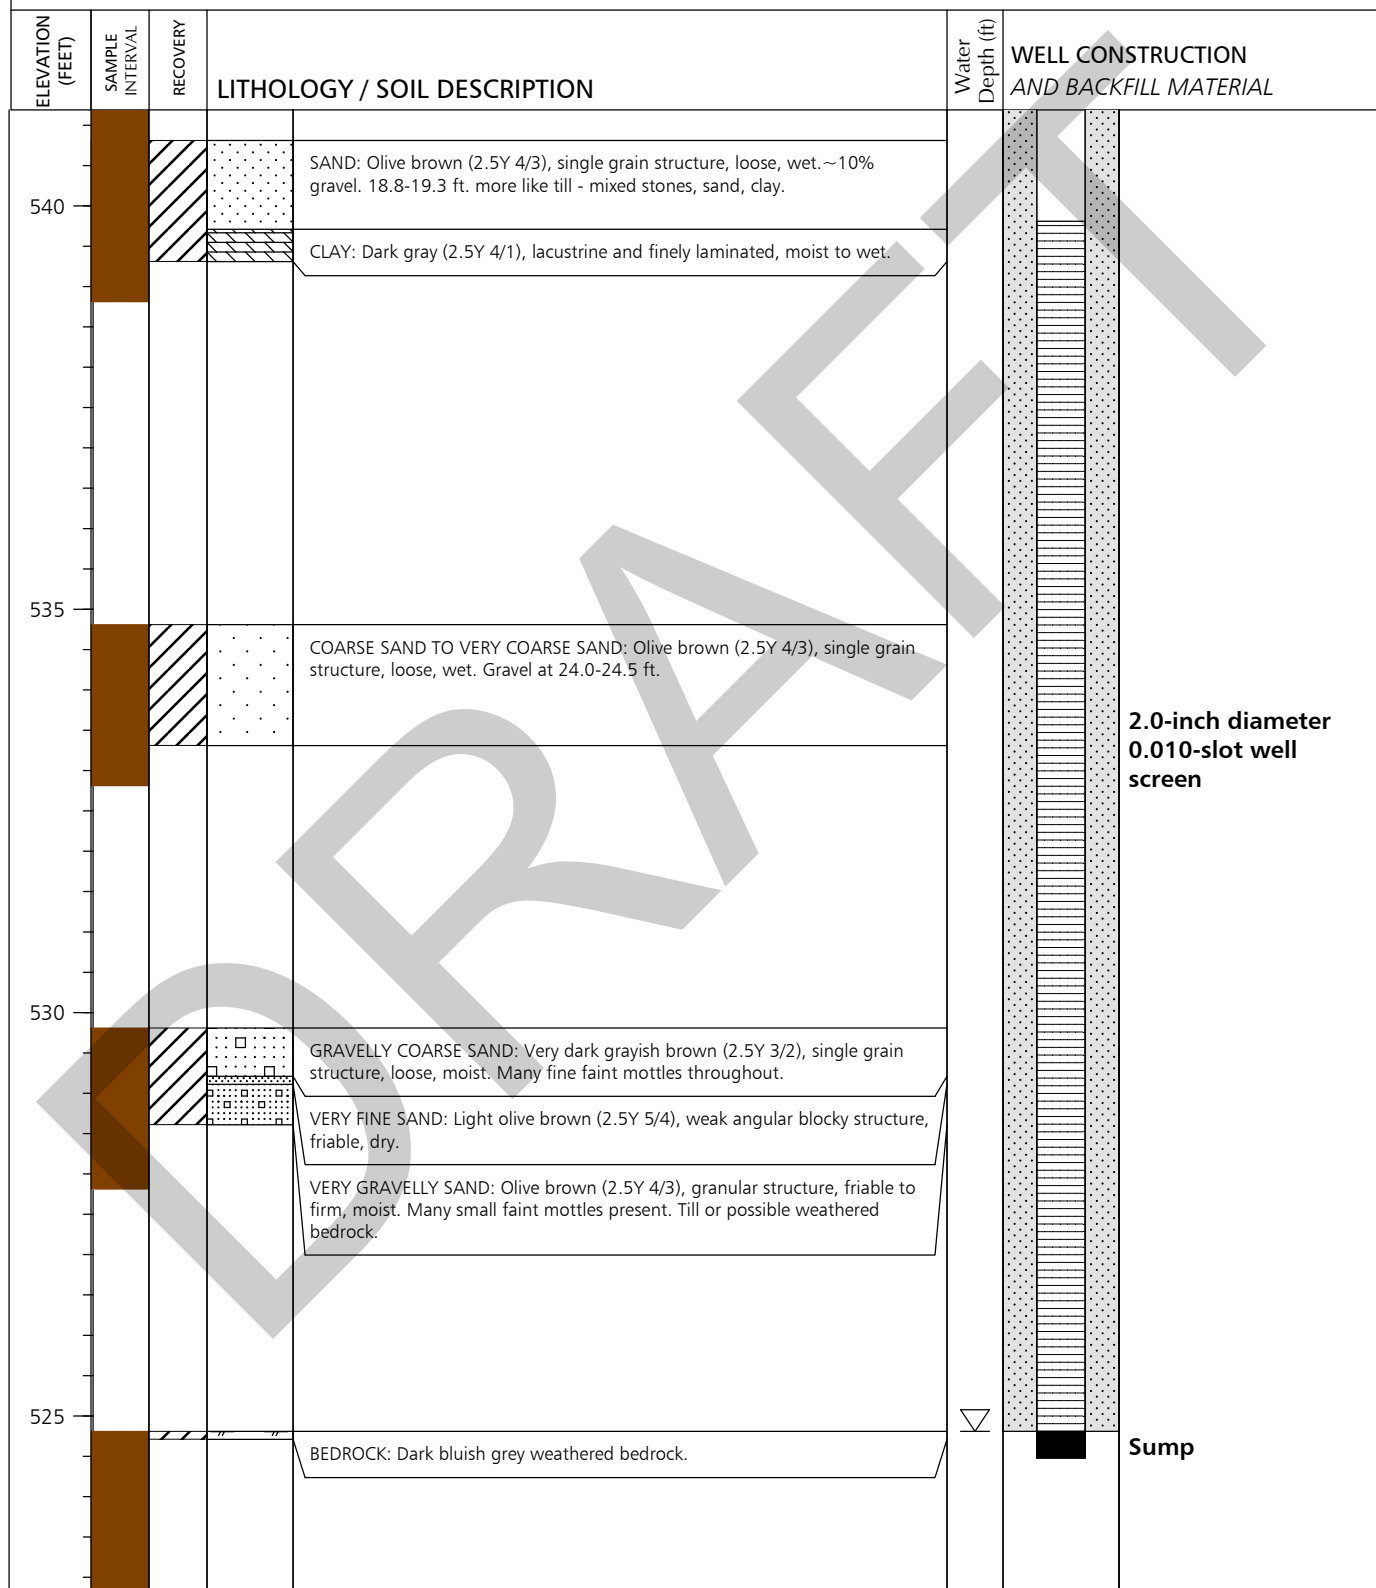 ELEVATION
(FEET)
SAMPLE
INTERVAL
RECOVERY
LITHOLOGY / SOIL DESCRIPTION
Water
Depth (ft)
WELL CONSTRUCTION
AND BACKFILL MATERIAL
SAND: Olive brown (2.5Y 4/3), single grain structure, loose, wet.~10%
gravel. 18.8-19.3 ft. more like till - mixed stones, sand, clay.
540
CLAY: Dark gray (2.5Y 4/1), lacustrine and finely laminated, moist to wet.
535
COARSE SAND TO VERY COARSE SAND: Olive brown (2.5Y 4/3), single grain
structure, loose, wet. Gravel at 24.0-24.5 ft.
2.0-inch diameter
0.010-slot well
screen
530
GRAVELLY COARSE SAND: Very dark grayish brown (2.5Y 3/2), single grain
structure, loose, moist. Many fine faint mottles throughout.
VERY FINE SAND: Light olive brown (2.5Y 5/4), weak angular blocky structure,
friable, dry.
VERY GRAVELLY SAND: Olive brown (2.5Y 4/3), granular structure, friable to
firm, moist. Many small faint mottles present. Till or possible weathered
bedrock.
525
BEDROCK: Dark bluish grey weathered bedrock.
Sump
DRAFT